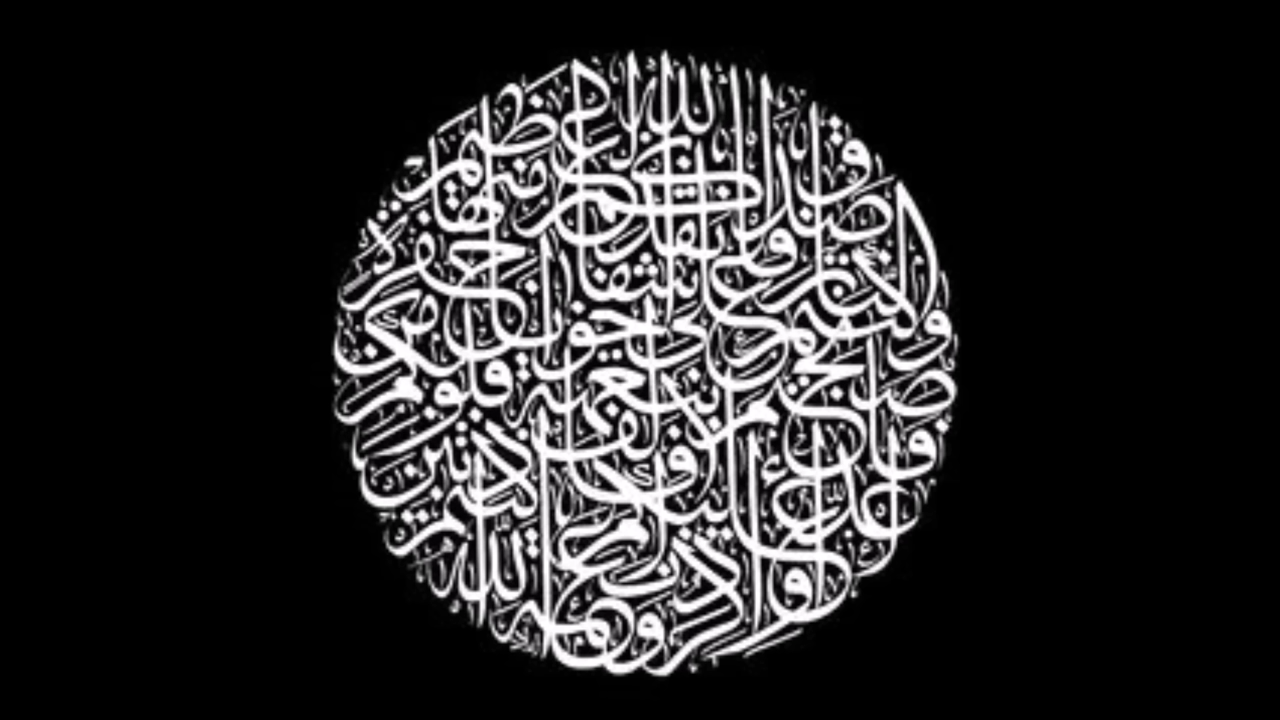 واذكروا نعمة الله
عليكم إذ كنتم أعداء
فألف بين قلوبكم
فأصبحتم بنعمته إخوانا
وكنتم على شفا حفرة من
النار فأنقذكم منها
صدق الله العظيم